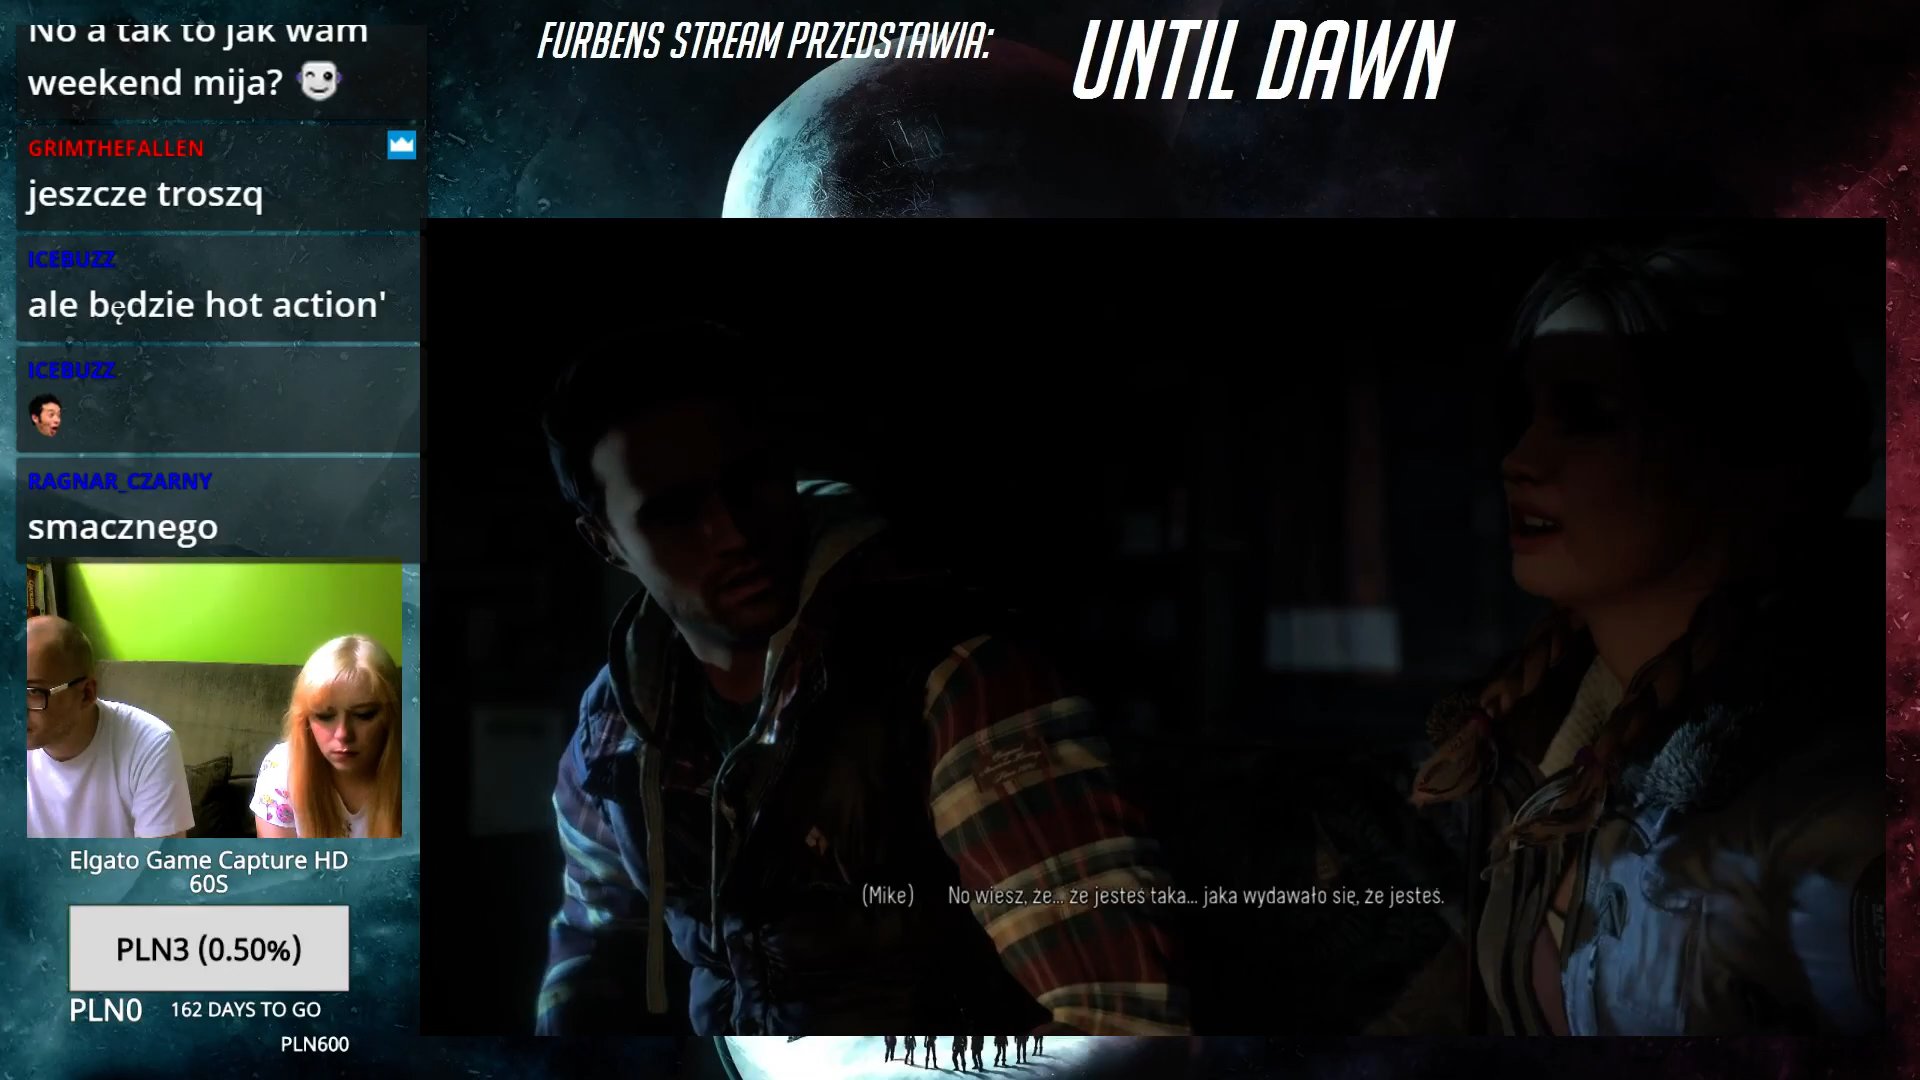 No a tak to jak wam
weekend mija?
GRIMTHEFALLEN
jeszcze troszq
ICEBUZZ
ale będzie hot action'
ICEBUZZ
RAGNAR_CZARNY
smacznego
Elgato Game Capture HD
60S
PLN3 (0.50%)
PLN0 162 DAYS TO GO
PLN600
FURBENS STREAM PRZEDSTAWIA:
UNTIL DAWN
(Mike) No wiesz, że... że jesteś taka... jaka wydawało się, że jesteś.